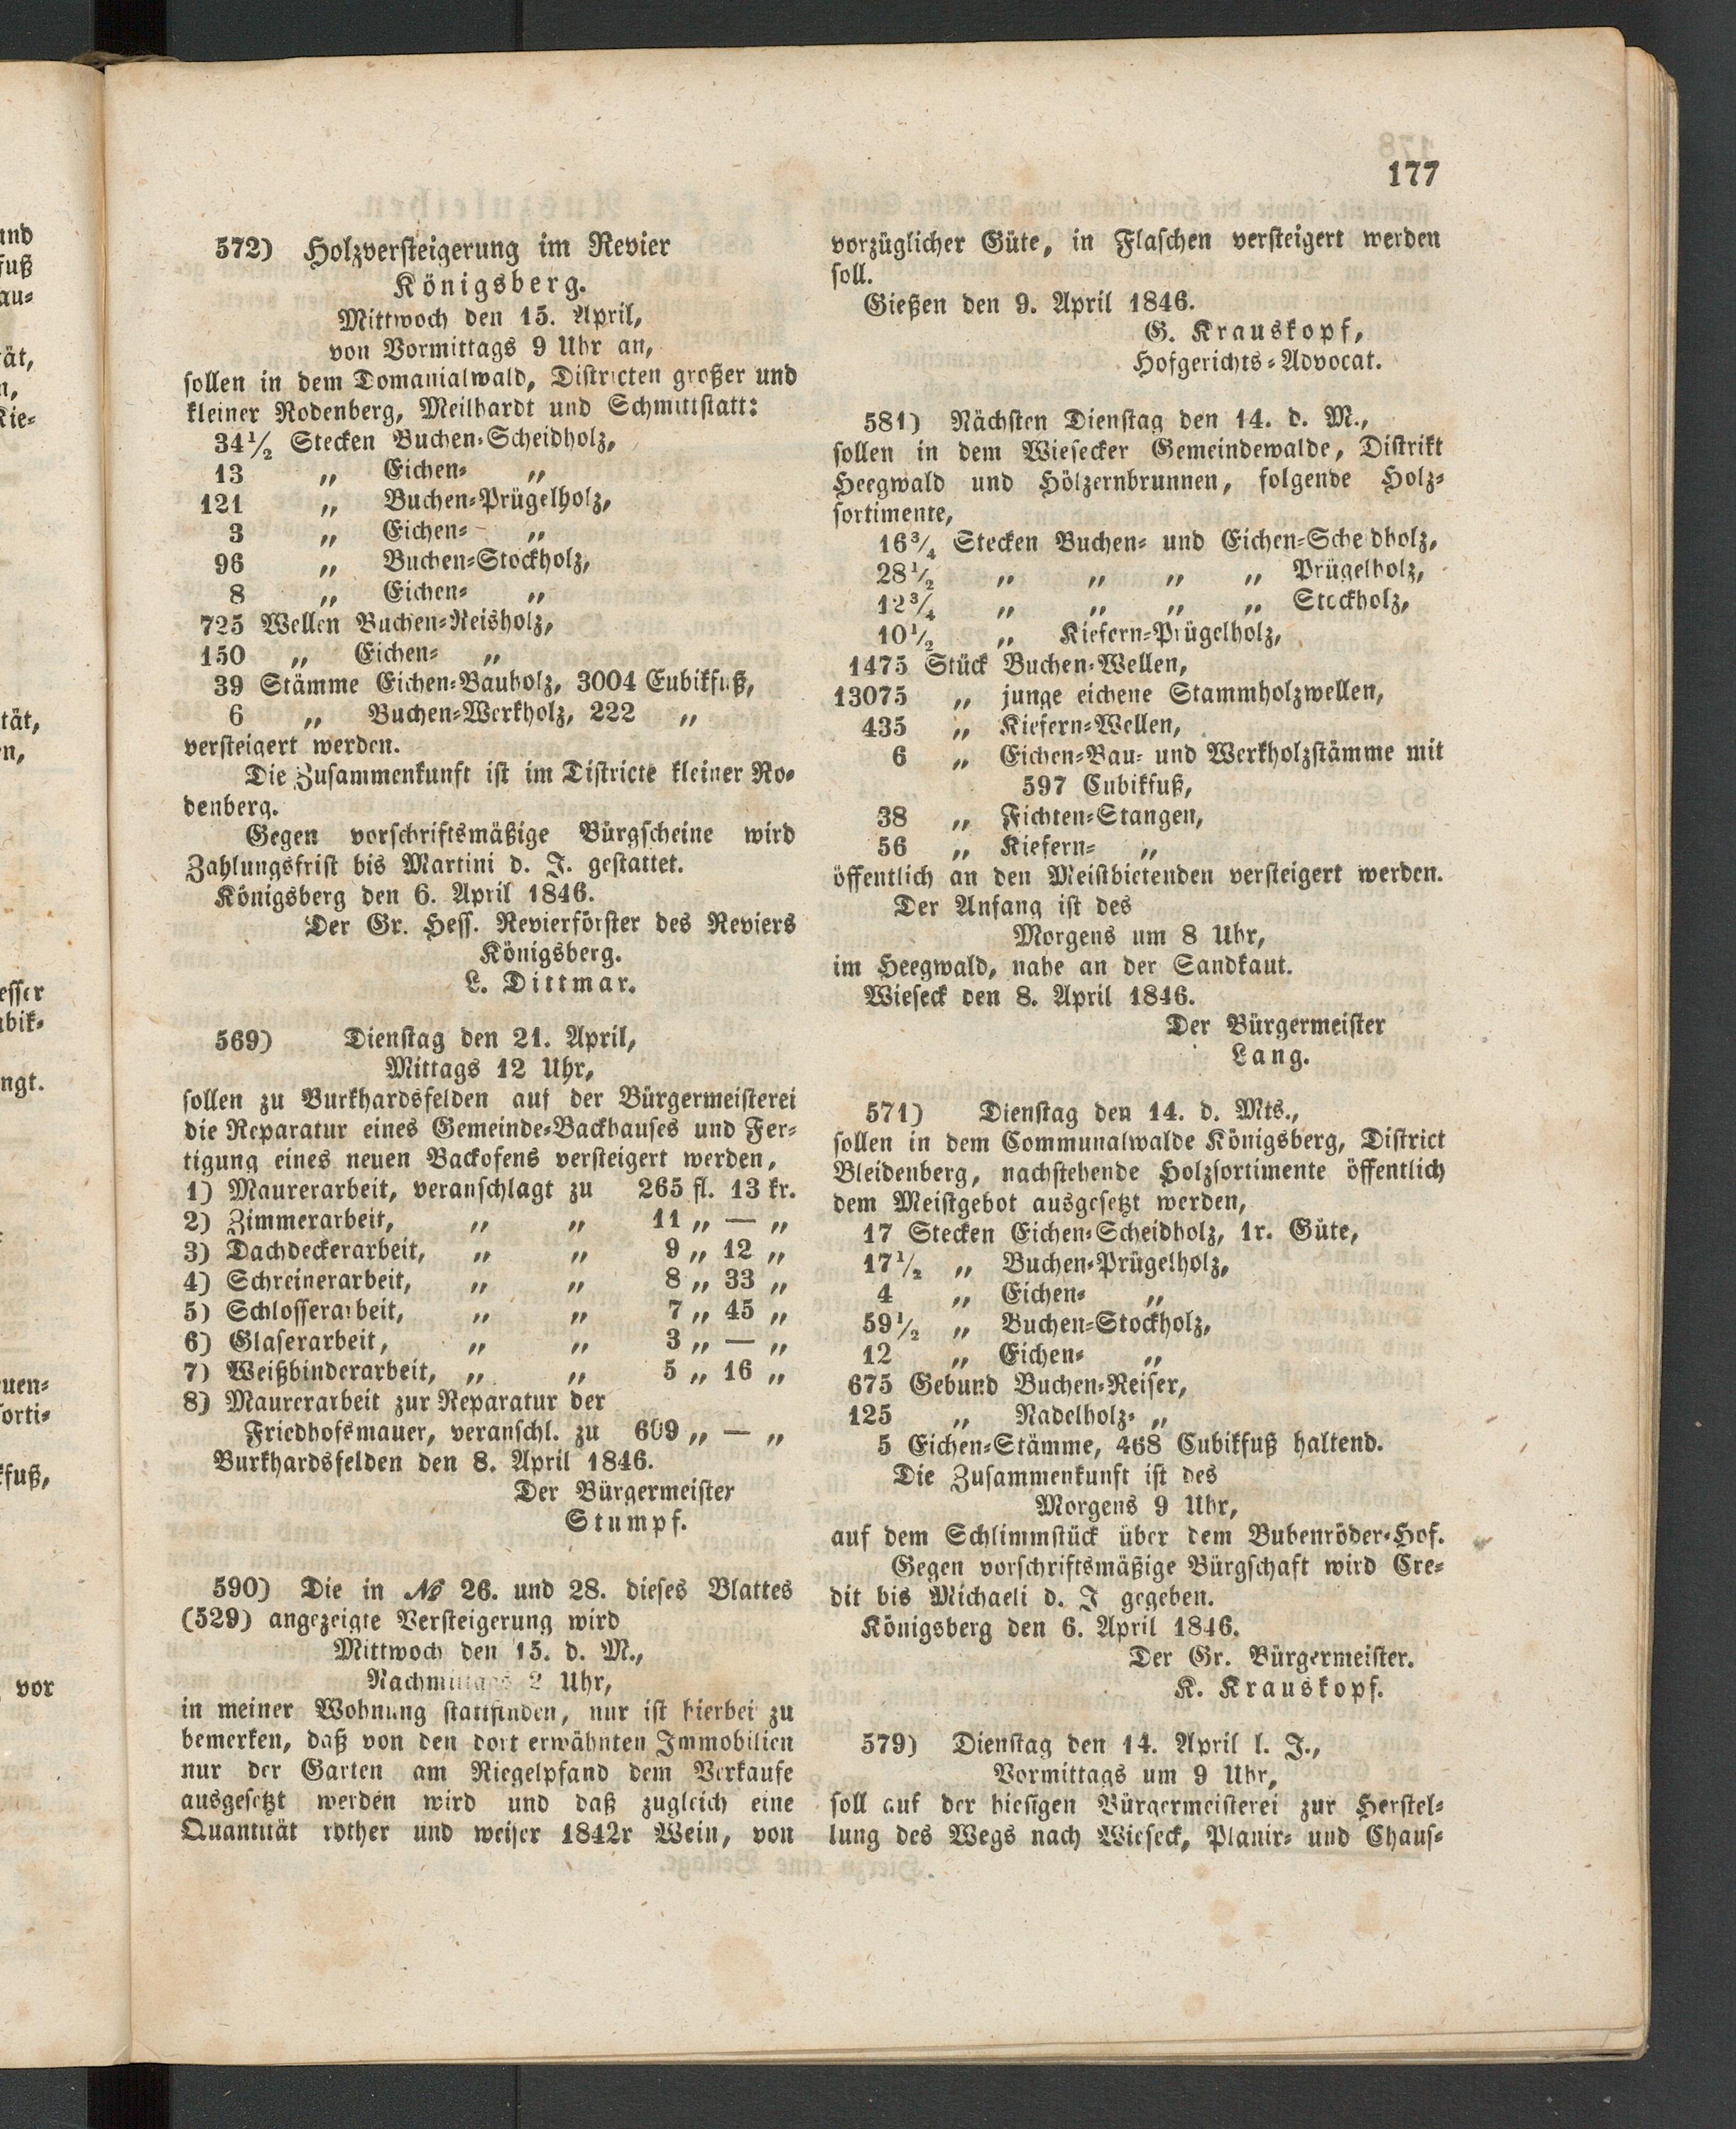 177
572) Holzversteigerung im Revier
Königsberg.
Mittwoch den 15. April,
von Vormittags 9 Uhr an,
sollen in dem Domanialwald, Districten großer und
kleiner Rodenberg, Meilhardt und Schmittstatt:
34½ Stecken Buchen-Scheidholz,
13 „ Eichen- „
121 „ Buchen-Prügelholz,
3 „ Eichen- „
96 „ Buchen-Stockholz,
8 „ Eichen- „
725 Wellen Buchen-Reisholz,
150 „ Eichen- „
39 Stämme Eichen-Bauholz, 3004 Cubikfuß,
6 „ Buchen-Werkholz, 222 „
versteigert werden.
Die Zusammenkunft ist im Districte kleiner Ro-
denberg.
Gegen vorschriftsmäßige Bürgscheine wird
Zahlungsfrist bis Martini d. J. gestattet.
Königsberg den 6. April 1846.
Der Gr. Hess. Revierförster des Reviers
Königsberg.
L. Dittmar.
569) Dienstag den 21. April,
Mittags 12 Uhr,
sollen zu Burkhardsfelden auf der Bürgermeisterei
die Reparatur eines Gemeinde-Backhauses und Fer-
tigung eines neuen Backofens versteigert werden,
1) Maurerarbeit, veranschlagt zu 265 fl. 13 kr.
2) Zimmerarbeit, „ „ 11 „ — „
3) Dachdeckerarbeit, „ „ 9 „ 12 „
4) Schreinerarbeit, „ „ 8 „ 33 „
5) Schlosserarbeit, „ „ 7 „ 45 „
6) Glaserarbeit, „ „ 3 „ — „
7) Weißbinderarbeit, „ „ 5 „ 16 „
8) Maurerarbeit zur Reparatur der
Friedhofsmauer, veranschl. zu 609 „ — „
Burkhardsfelden den 8. April 1846.
Der Bürgermeister
Stumpf.
590) Die in № 26. und 28. dieses Blattes
(529) angezeigte Versteigerung wird
Mittwoch den 15. d. M.,
Nachmittags 2 Uhr,
in meiner Wohnung stattfinden, nur ist hierbei zu
bemerken, daß von den dort erwähnten Immobilien
nur der Garten am Riegelpfand dem Verkaufe
ausgesetzt werden wird und daß zugleich eine
Quantität rother und weiser 1842r Wein, von
vorzüglicher Güte, in Flaschen versteigert werden
soll.
Gießen den 9. April 1846.
G. Krauskopf,
Hofgerichts-Advocat.
581) Nächsten Dienstag den 14. d. M.,
sollen in dem Wiesecker Gemeindewalde, Distrikt
Heegwald und Hölzernbrunnen, folgende Holz-
sortimente,
16¾ Stecken Buchen- und Eichen-Scheidholz,
28½ „ „ „ „ Prügelholz,
12¾ „ „ „ „ Stockholz,
10½ „ Kiefern-Prügelholz,
1475 Stück Buchen-Wellen,
13075 „ junge eichene Stammholzwellen,
435 „ Kiefern-Wellen,
6 „ Eichen-Bau- und Werkholzstämme mit
597 Cubikfuß,
38 „ Fichten-Stangen,
56 „ Kiefern- „
öffentlich an den Meistbietenden versteigert werden.
Der Anfang ist des
Morgens um 8 Uhr,
im Heegwald, nahe an der Sandkaut.
Wieseck den 8. April 1846.
Der Bürgermeister
Lang.
571) Dienstag den 14. d. Mts.,
sollen in dem Communalwalde Königsberg, District
Bleidenberg, nachstehende Holzsortimente öffentlich
dem Meistgebot ausgesetzt werden,
17 Stecken Eichen-Scheidholz, 1r. Güte,
17½ „ Buchen-Prügelholz,
4 „ Eichen- „
59½ „ Buchen-Stockholz,
12 „ Eichen- „
675 Gebund Buchen-Reiser,
125 „ Nadelholz- „
5 Eichen-Stämme, 468 Cubikfuß haltend.
Die Zusammenkunft ist des
Morgens 9 Uhr,
auf dem Schlimmstück über dem Bubenröder-Hof.
Gegen vorschriftsmäßige Bürgschaft wird Cre-
dit bis Michaeli d. J gegeben.
Königsberg den 6. April 1846.
Der Gr. Bürgermeister.
K. Krauskopf.
579) Dienstag den 14. April l. J.,
Vormittags um 9 Uhr,
soll auf der hiesigen Bürgermeisterei zur Herstel-
lung des Wegs nach Wieseck, Planir- und Chaus-